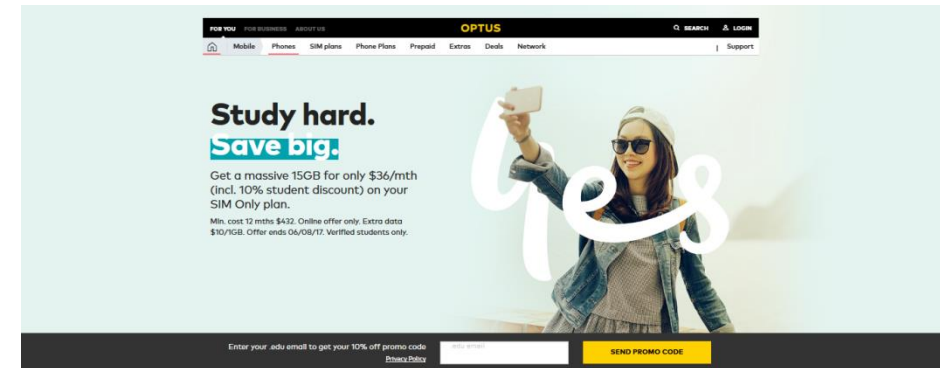 FOR YOU FOR BUSINESS ABOUT US OPTUS SEARCH LOGIN
Mobile Phones SIM plans Phone Plans Prepaid Extras Deals Network | Support
Study hard.
Save big.
Get a massive 15GB for only $36/mth
(incl. 10% student discount) on your
SIM Only plan.
Min. cost 12 mths $432. Online offer only. Extra data
$10/1GB. Offer ends 06/08/17. Verified students only.
yes
Enter your .edu email to get your 10% off promo code
.edu email
SEND PROMO CODE
Privacy Policy